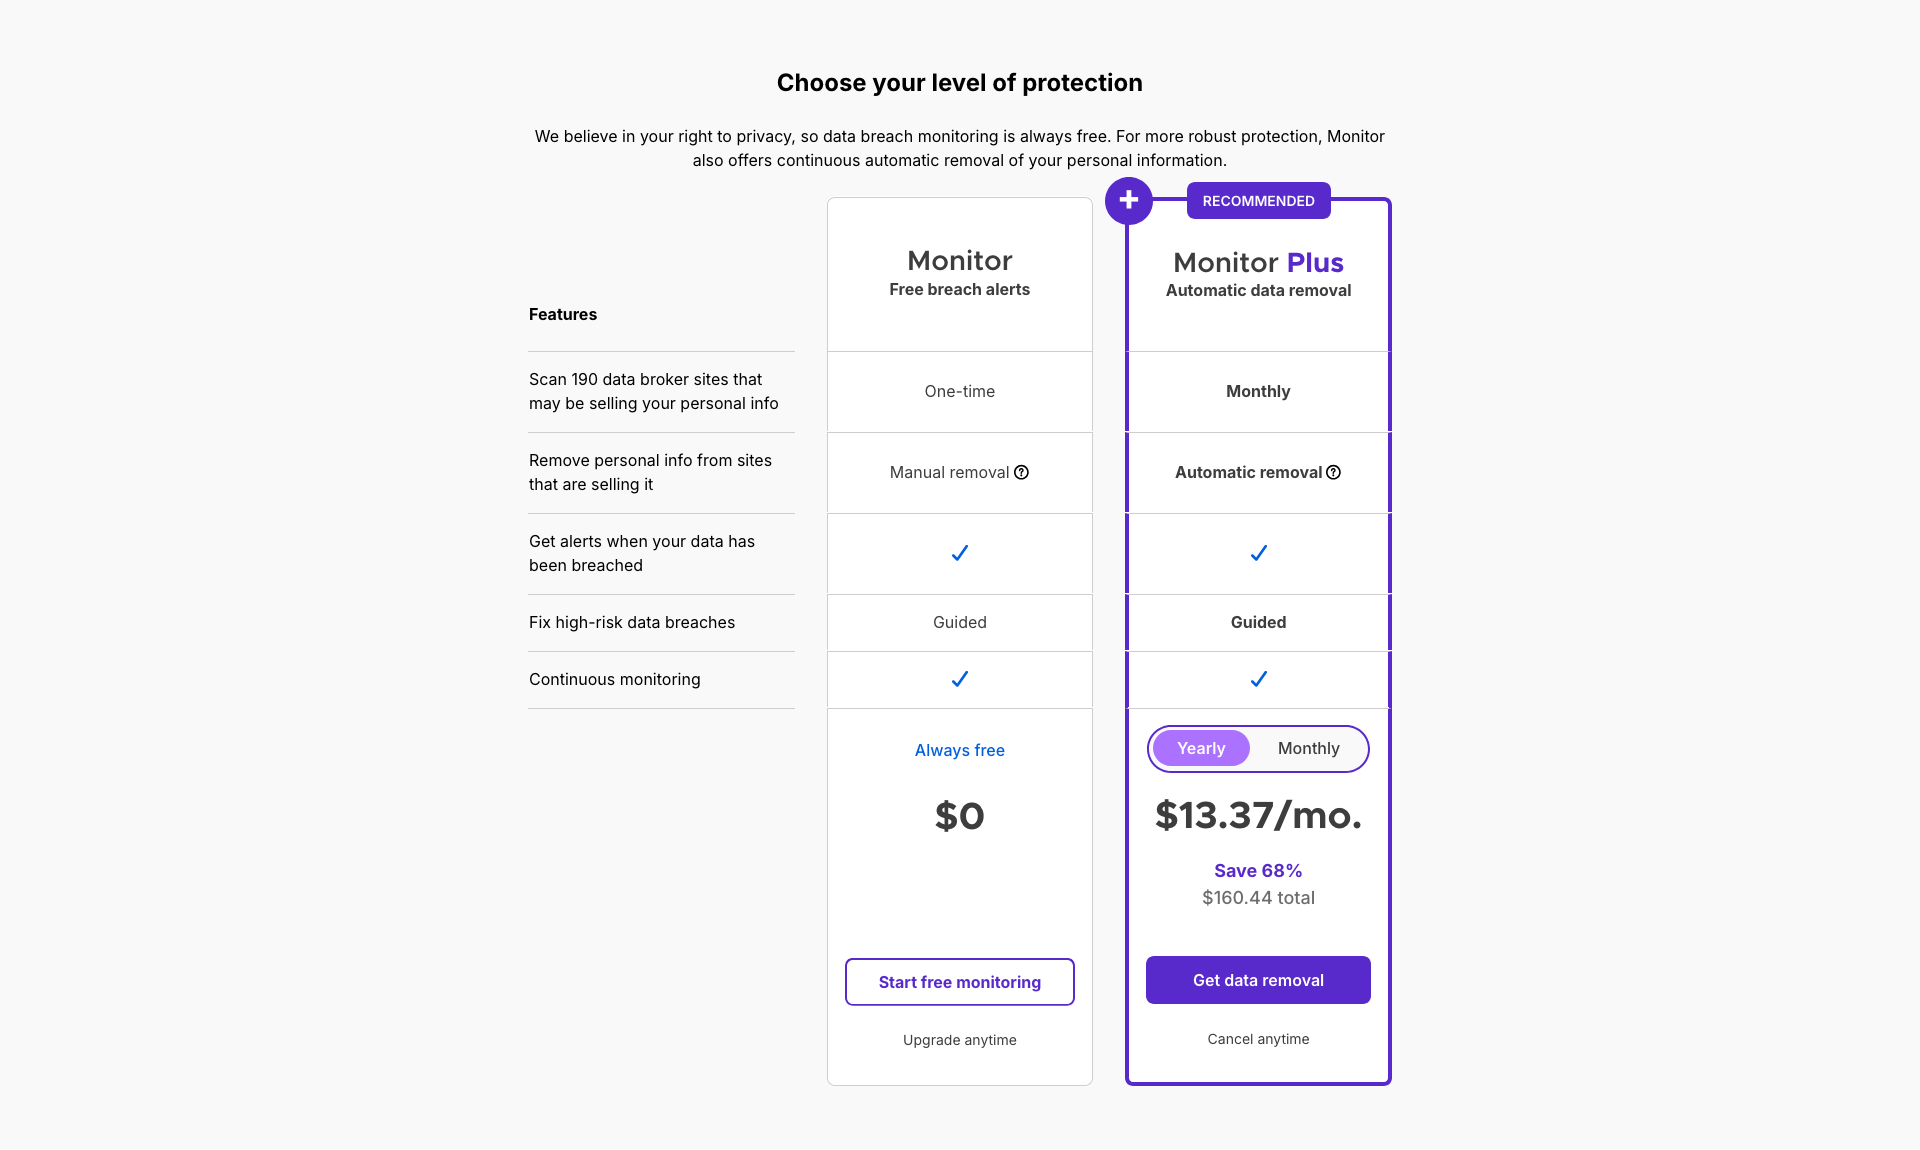 Choose your level of protection
We believe in your right to privacy, so data breach monitoring is always free. For more robust protection, Monitor
also offers continuous automatic removal of your personal information.
RECOMMENDED
Monitor
Free breach alerts
Monitor Plus
Automatic data removal
Features
Scan 190 data broker sites that
may be selling your personal info
One-time
Monthly
Remove personal info from sites
that are selling it
Manual removal
Automatic removal
Get alerts when your data has
been breached
Fix high-risk data breaches
Guided
Guided
Continuous monitoring
Always free
$0
Start free monitoring
Upgrade anytime
Yearly
Monthly
$13.37/mo.
Save 68%
$160.44 total
Get data removal
Cancel anytime